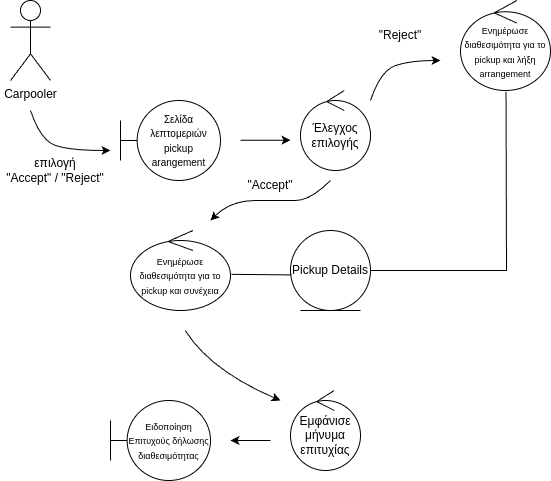 Carpooler
επιλογή
"Accept" / "Reject"
Σελίδα
λεπτομεριών
pickup
arangement
Έλεγχος
επιλογής
"Reject"
Ενημέρωσε
διαθεσιμότητα για το
pickup και λήξη
arrangement
"Accept"
Ενημέρωσε
διαθεσιμότητα για το
pickup και συνέχεια
Pickup Details
Εμφάνισε
μήνυμα
επιτυχίας
Ειδοποίηση
Επιτυχούς δήλωσης
διαθεσιμότητας